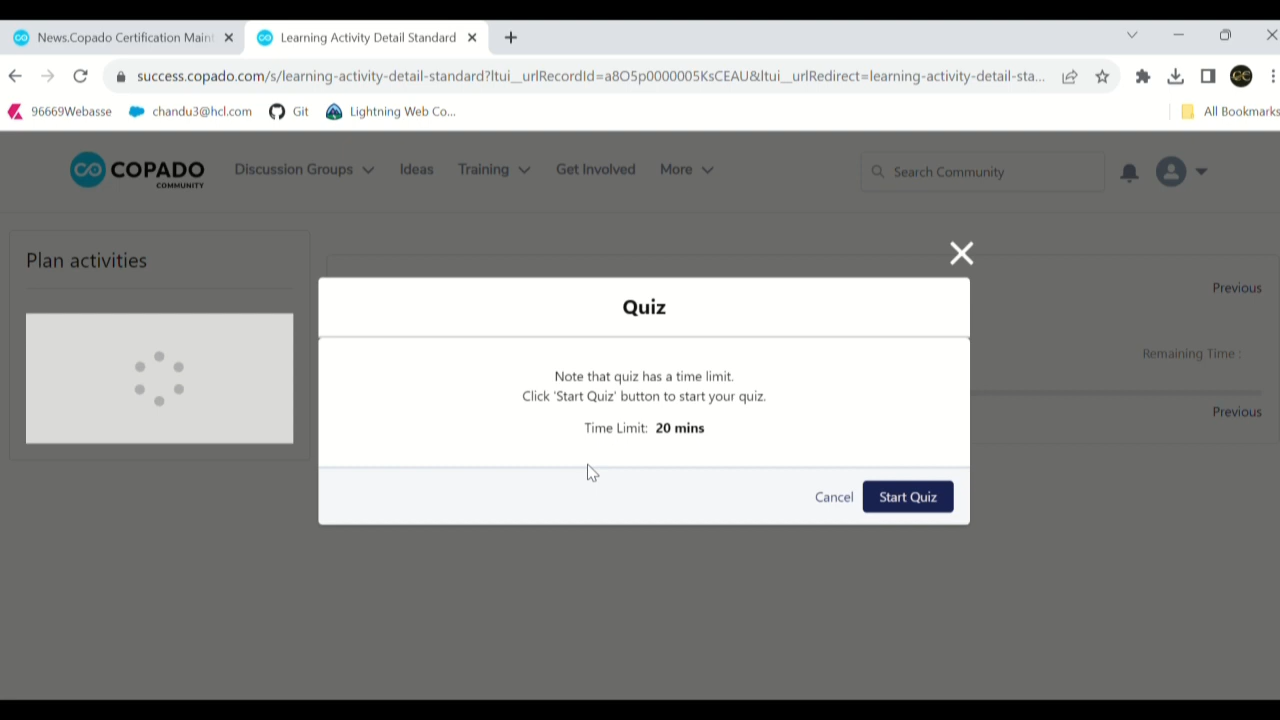 News.Copado Certification Maint
Learning Activity Detail Standard
success.copado.com/s/learning-activity-detail-standard?ltui__urlRecordId=a8O5p0000005KsCEAU&ltui__urlRedirect=learning-activity-detail-sta...
96669Webasse
chandu3@hcl.com
Git
Lightning Web Co...
All Bookmarks
COPADO
COMMUNITY
Discussion Groups
Ideas
Training
Get Involved
More
Search Community
Plan activities
Previous
Quiz
Remaining Time :
Note that quiz has a time limit.
Click 'Start Quiz' button to start your quiz.
Previous
Time Limit: 20 mins
Cancel
Start Quiz